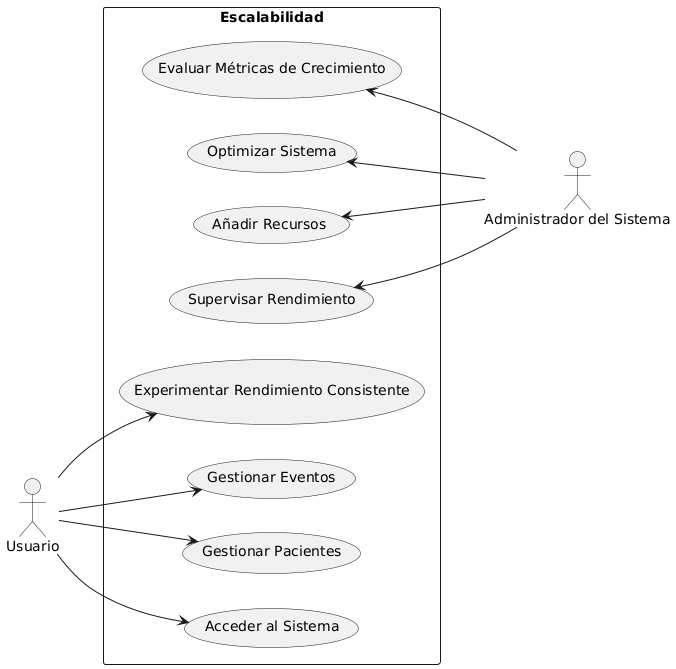 Escalabilidad
Evaluar Métricas de Crecimiento
Optimizar Sistema
Añadir Recursos
Supervisar Rendimiento
Administrador del Sistema
Experimentar Rendimiento Consistente
Gestionar Eventos
Gestionar Pacientes
Acceder al Sistema
Usuario